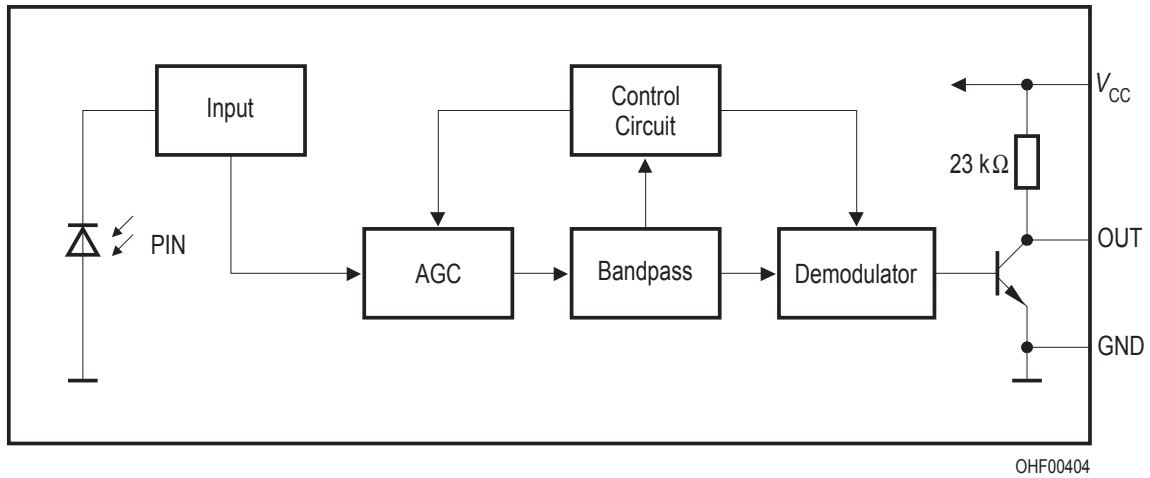 Input
Control
Circuit
V_CC
23 kΩ
PIN
AGC
Bandpass
Demodulator
OUT
GND
OHF00404